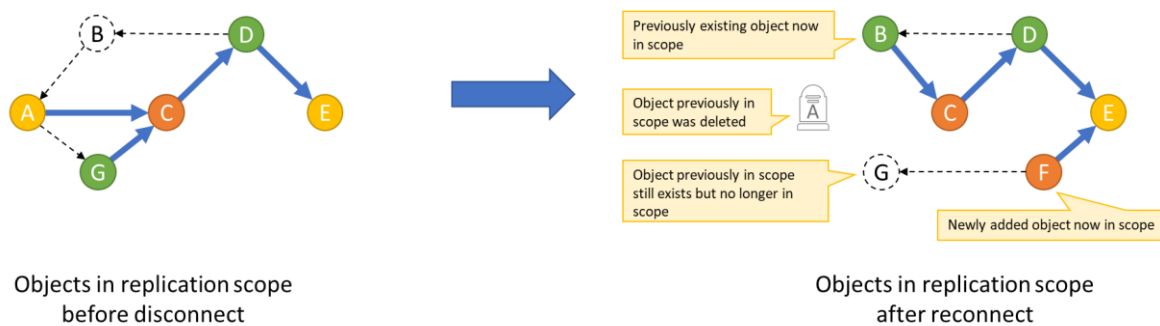 B
D
A
C
E
G
Objects in replication scope
before disconnect
Previously existing object now
in scope
Object previously in
scope was deleted
Object previously in scope
still exists but no longer in
scope
B
D
A
C
E
G
F
Newly added object now in scope
Objects in replication scope
after reconnect